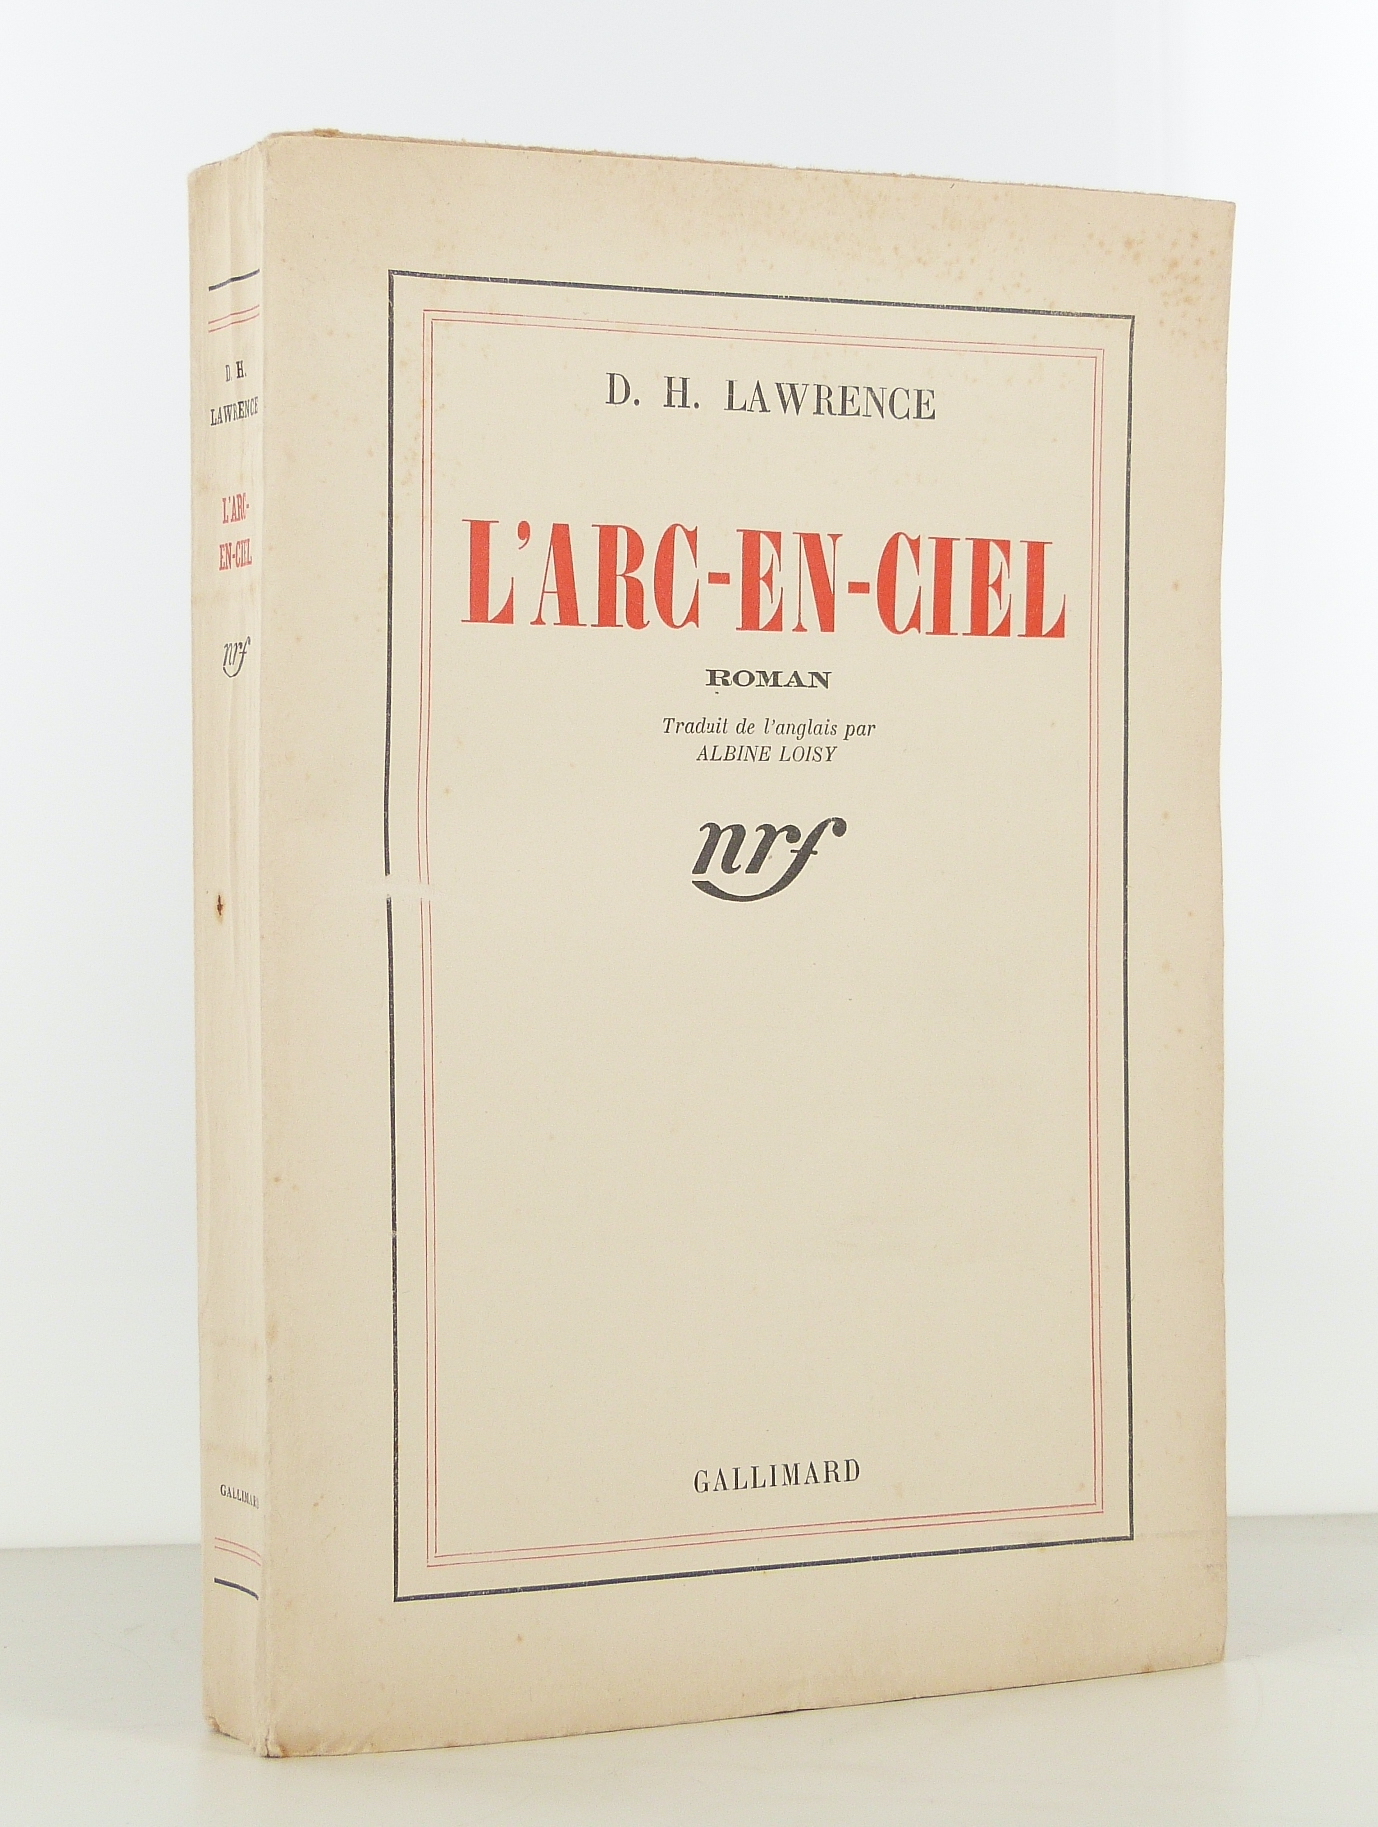 D. H.
LAWRENCE
L'ARC-
EN-CIEL
nrf
GALLIMARD
D. H. LAWRENCE
L'ARC-EN-CIEL
ROMAN
Traduit de l'anglais par
ALBINE LOISY
nrf
GALLIMARD